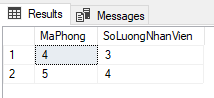 Results Messages
MaPhong SoLuongNhanVien
1 4 3
2 5 4